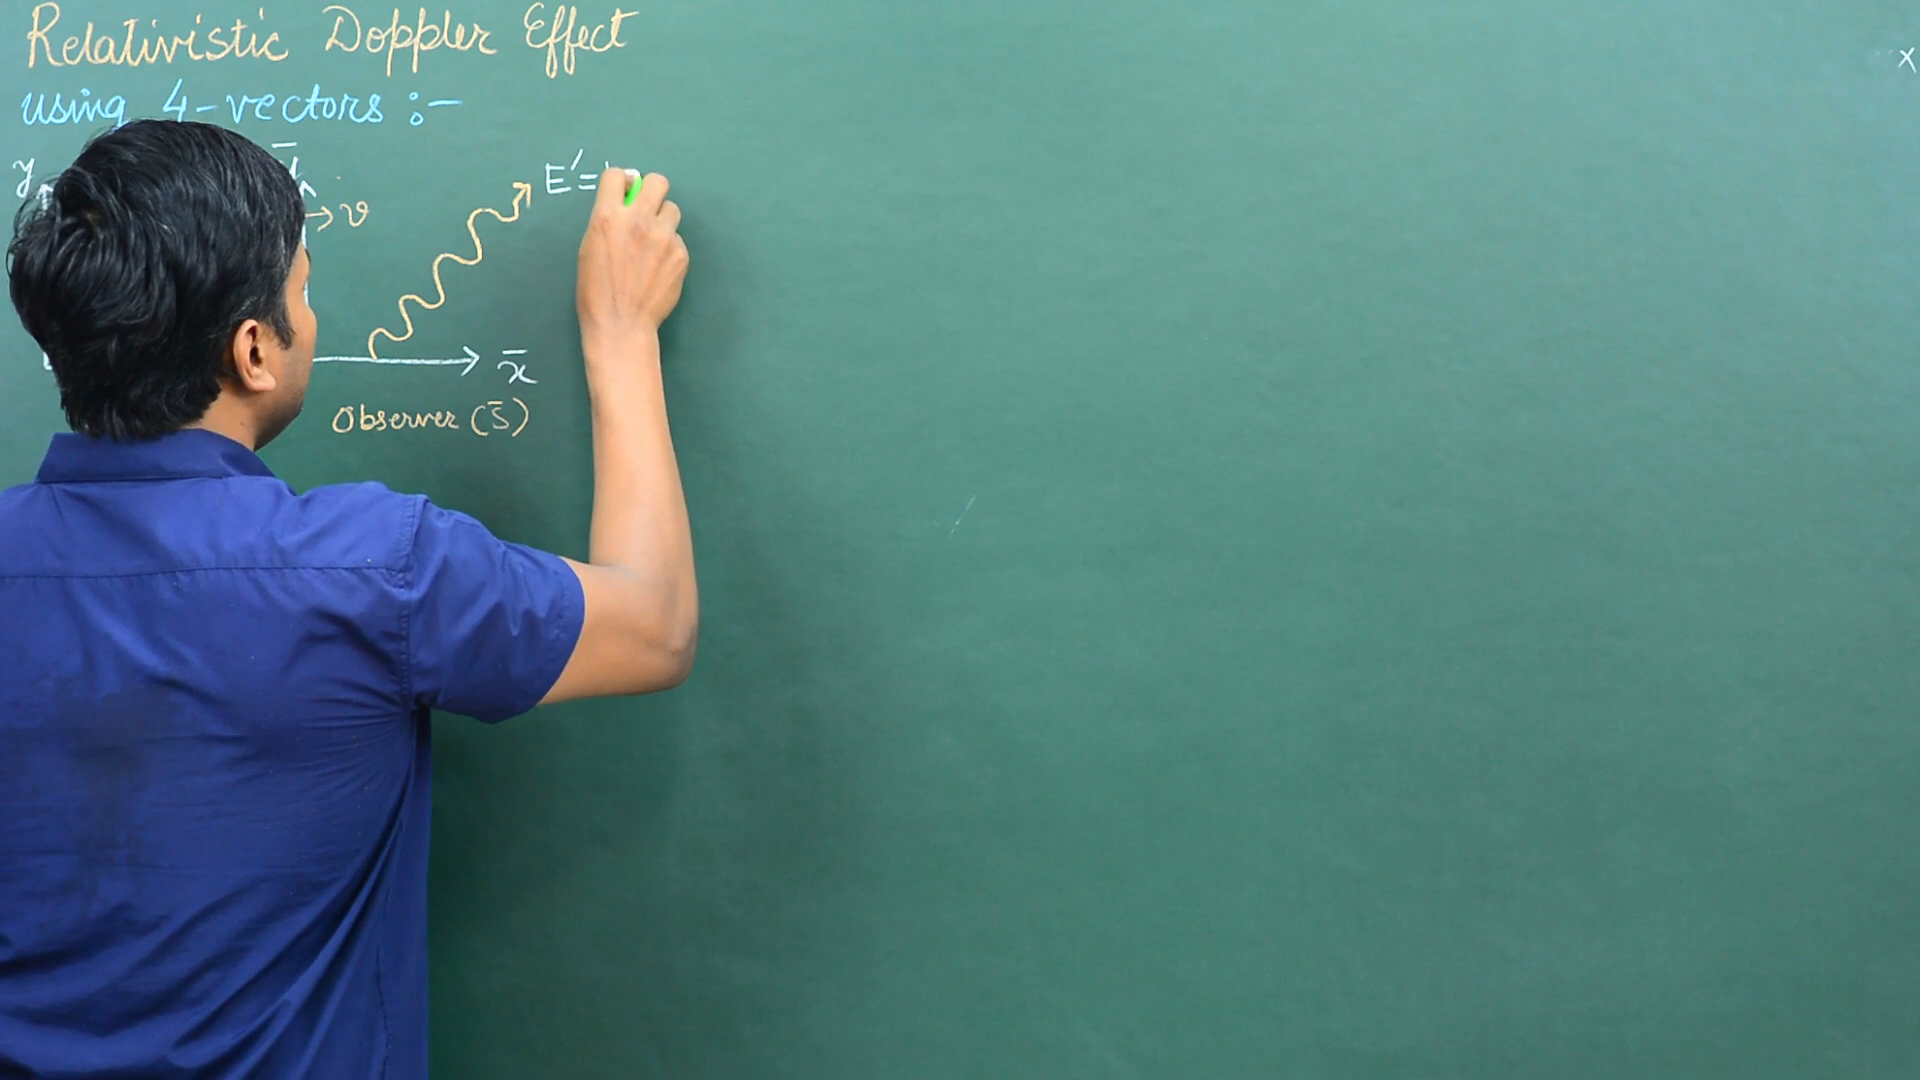 Relativistic Doppler Effect
using 4-vectors :-
y
v
E′=
x̄
Observer (S̄)
x